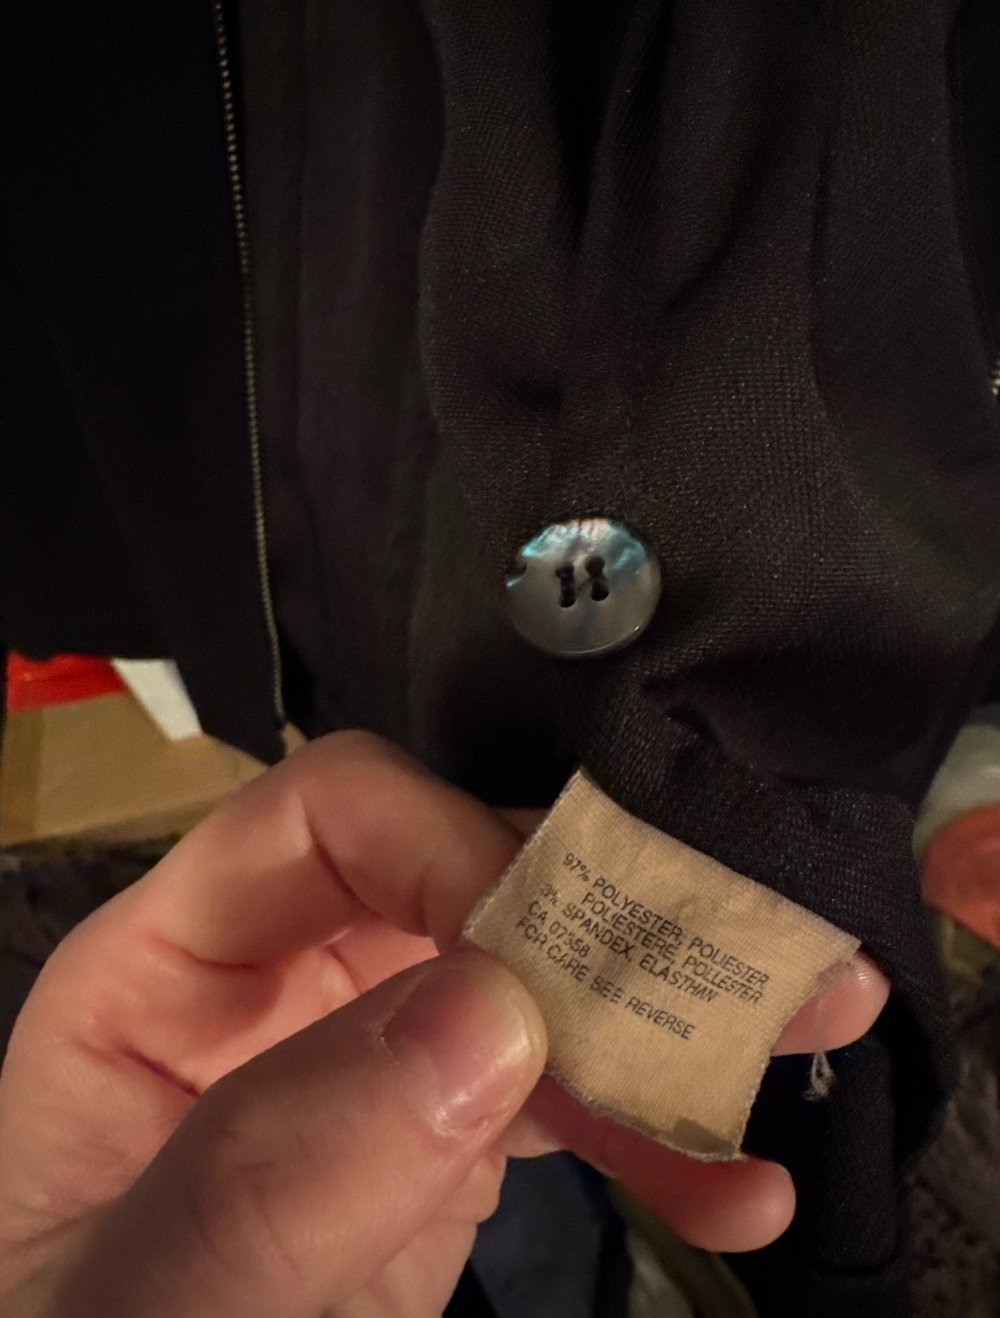 97% POLYESTER, POLIESTER,
POLIESTERE, POLLESTER
3% SPANDEX, ELASTHAN
CA 07358
FOR CARE SEE REVERSE